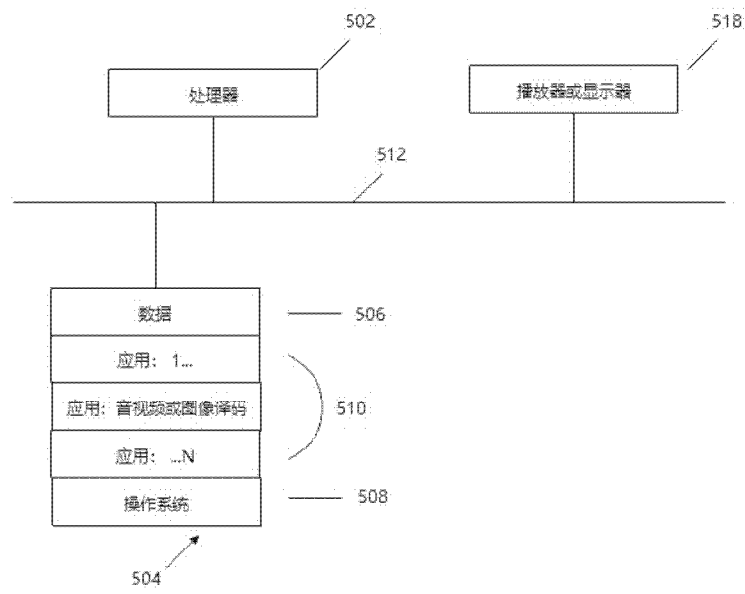 502
518
处理器
播放器或显示器
512
数据
506
应用：1...
应用：音视频或图像译码
510
应用：...N
操作系统
508
504